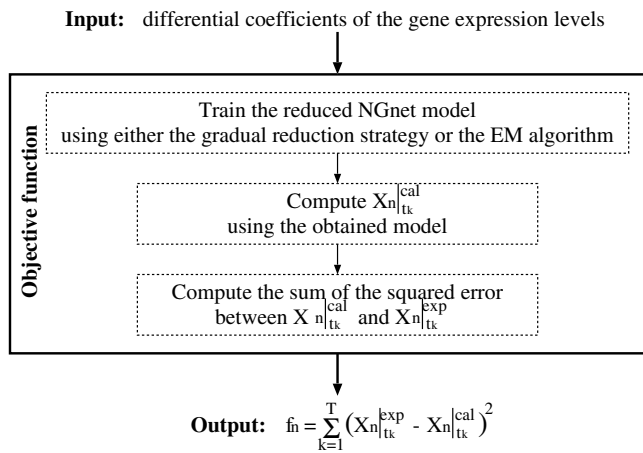 Input: differential coefficients of the gene expression levels
Objective function
Train the reduced NGnet model
using either the gradual reduction strategy or the EM algorithm
Compute Xn|tk cal
using the obtained model
Compute the sum of the squared error
between X n|tk cal and Xn|tk exp
Output: fn = Σ k=1 T (Xn|tk exp - Xn|tk cal)2